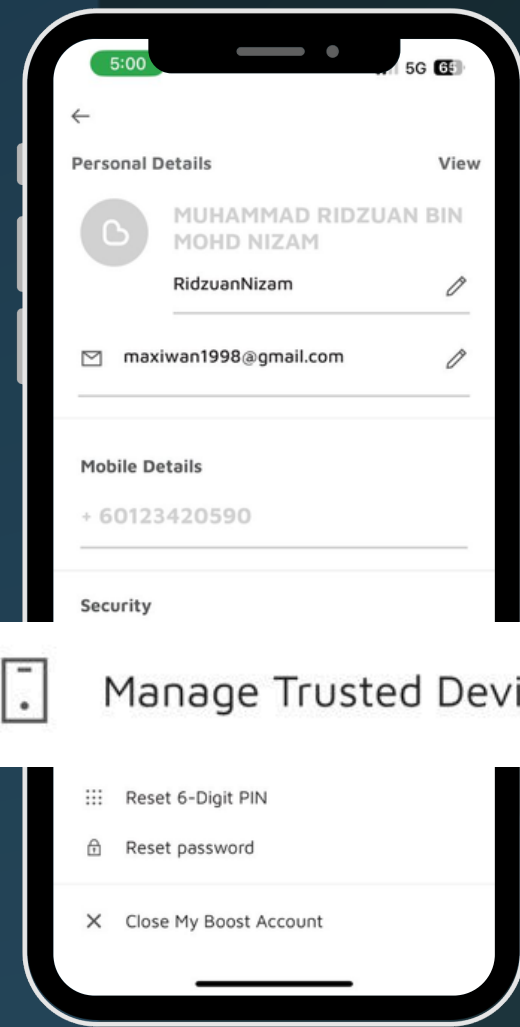 5:00
5G 65
Personal Details
View
MUHAMMAD RIDZUAN BIN
MOHD NIZAM
RidzuanNizam
maxiwan1998@gmail.com
Mobile Details
+ 60123420590
Security
Manage Trusted Devi
Reset 6-Digit PIN
Reset password
Close My Boost Account